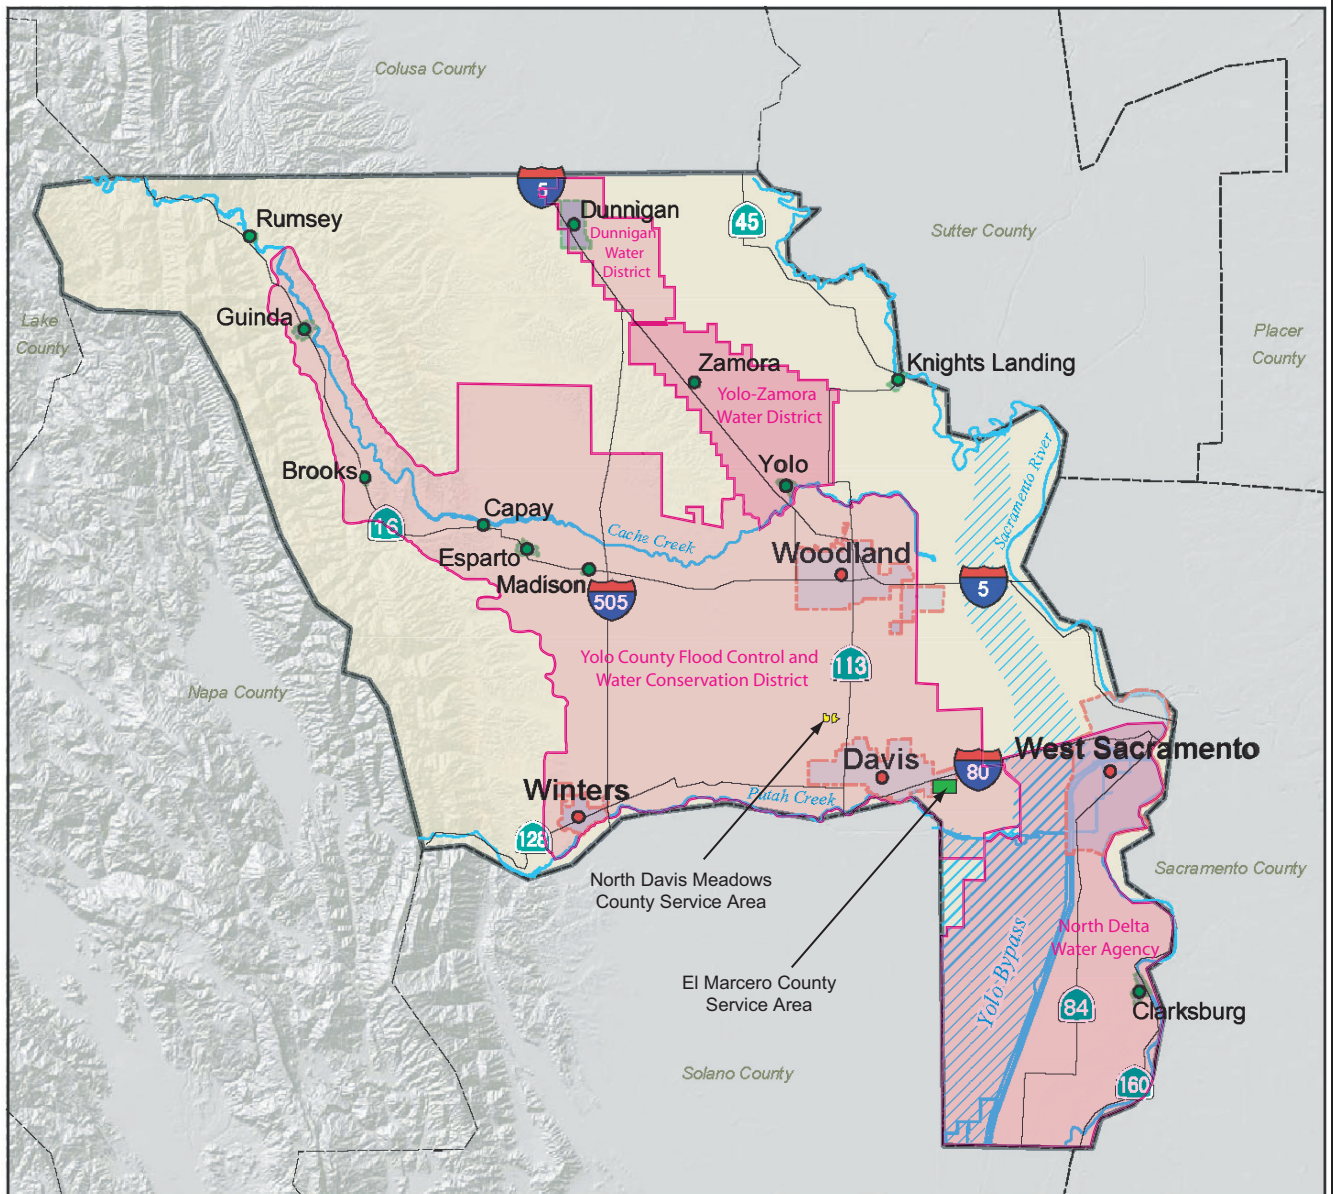 Colusa County
Rumsey
5
Dunnigan
Dunnigan
Water
District
45
Sutter County
Lake
County
Guinda
Placer
County
Zamora
Knights Landing
Yolo-Zamora
Water District
Brooks
Yolo
Sacramento River
16
Capay
Cache Creek
Esparto
Woodland
Madison
505
5
Yolo County Flood Control and
Water Conservation District
113
Napa County
Davis
West Sacramento
80
Winters
Putah Creek
128
North Davis Meadows
County Service Area
Sacramento County
North Delta
Water Agency
Yolo Bypass
El Marcero County
Service Area
84
Clarksburg
Solano County
160